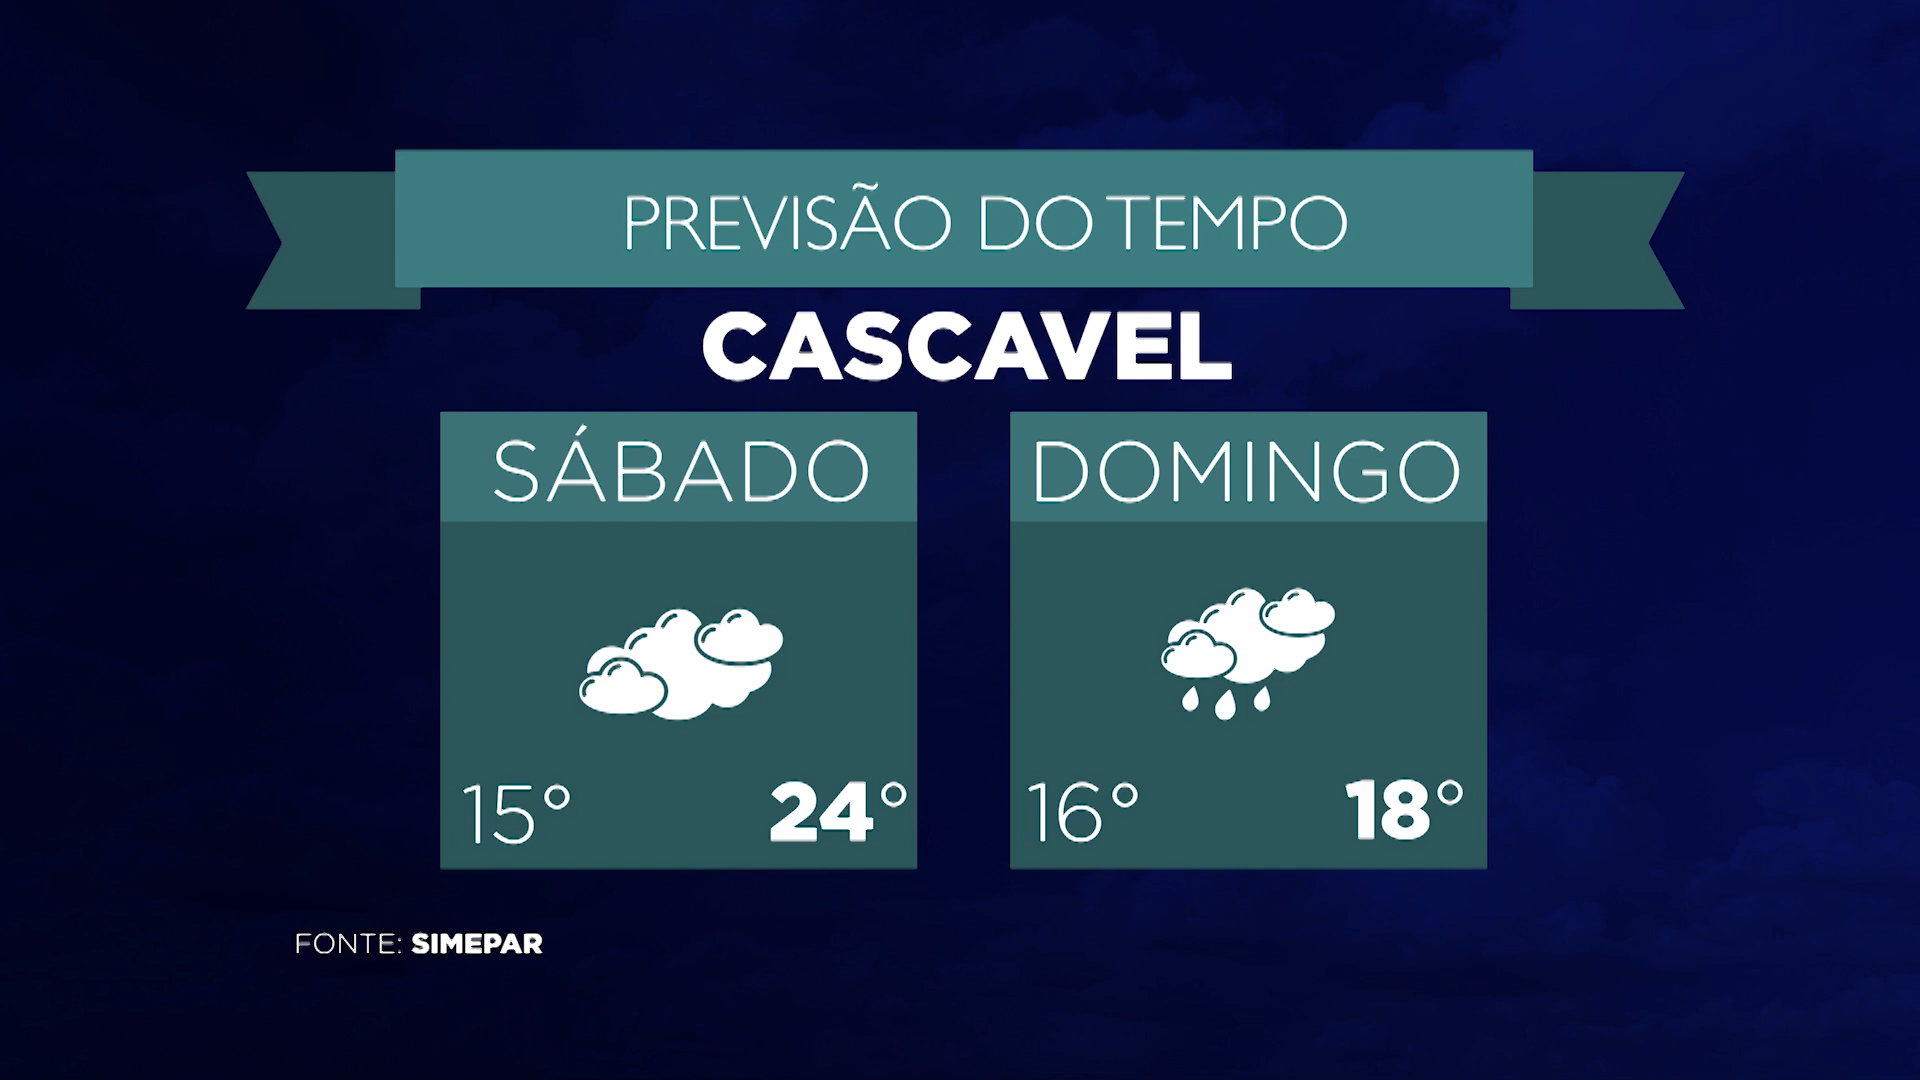 PREVISÃO DO TEMPO
CASCAVEL
SÁBADO
15° 24°
DOMINGO
16° 18°
FONTE: SIMEPAR